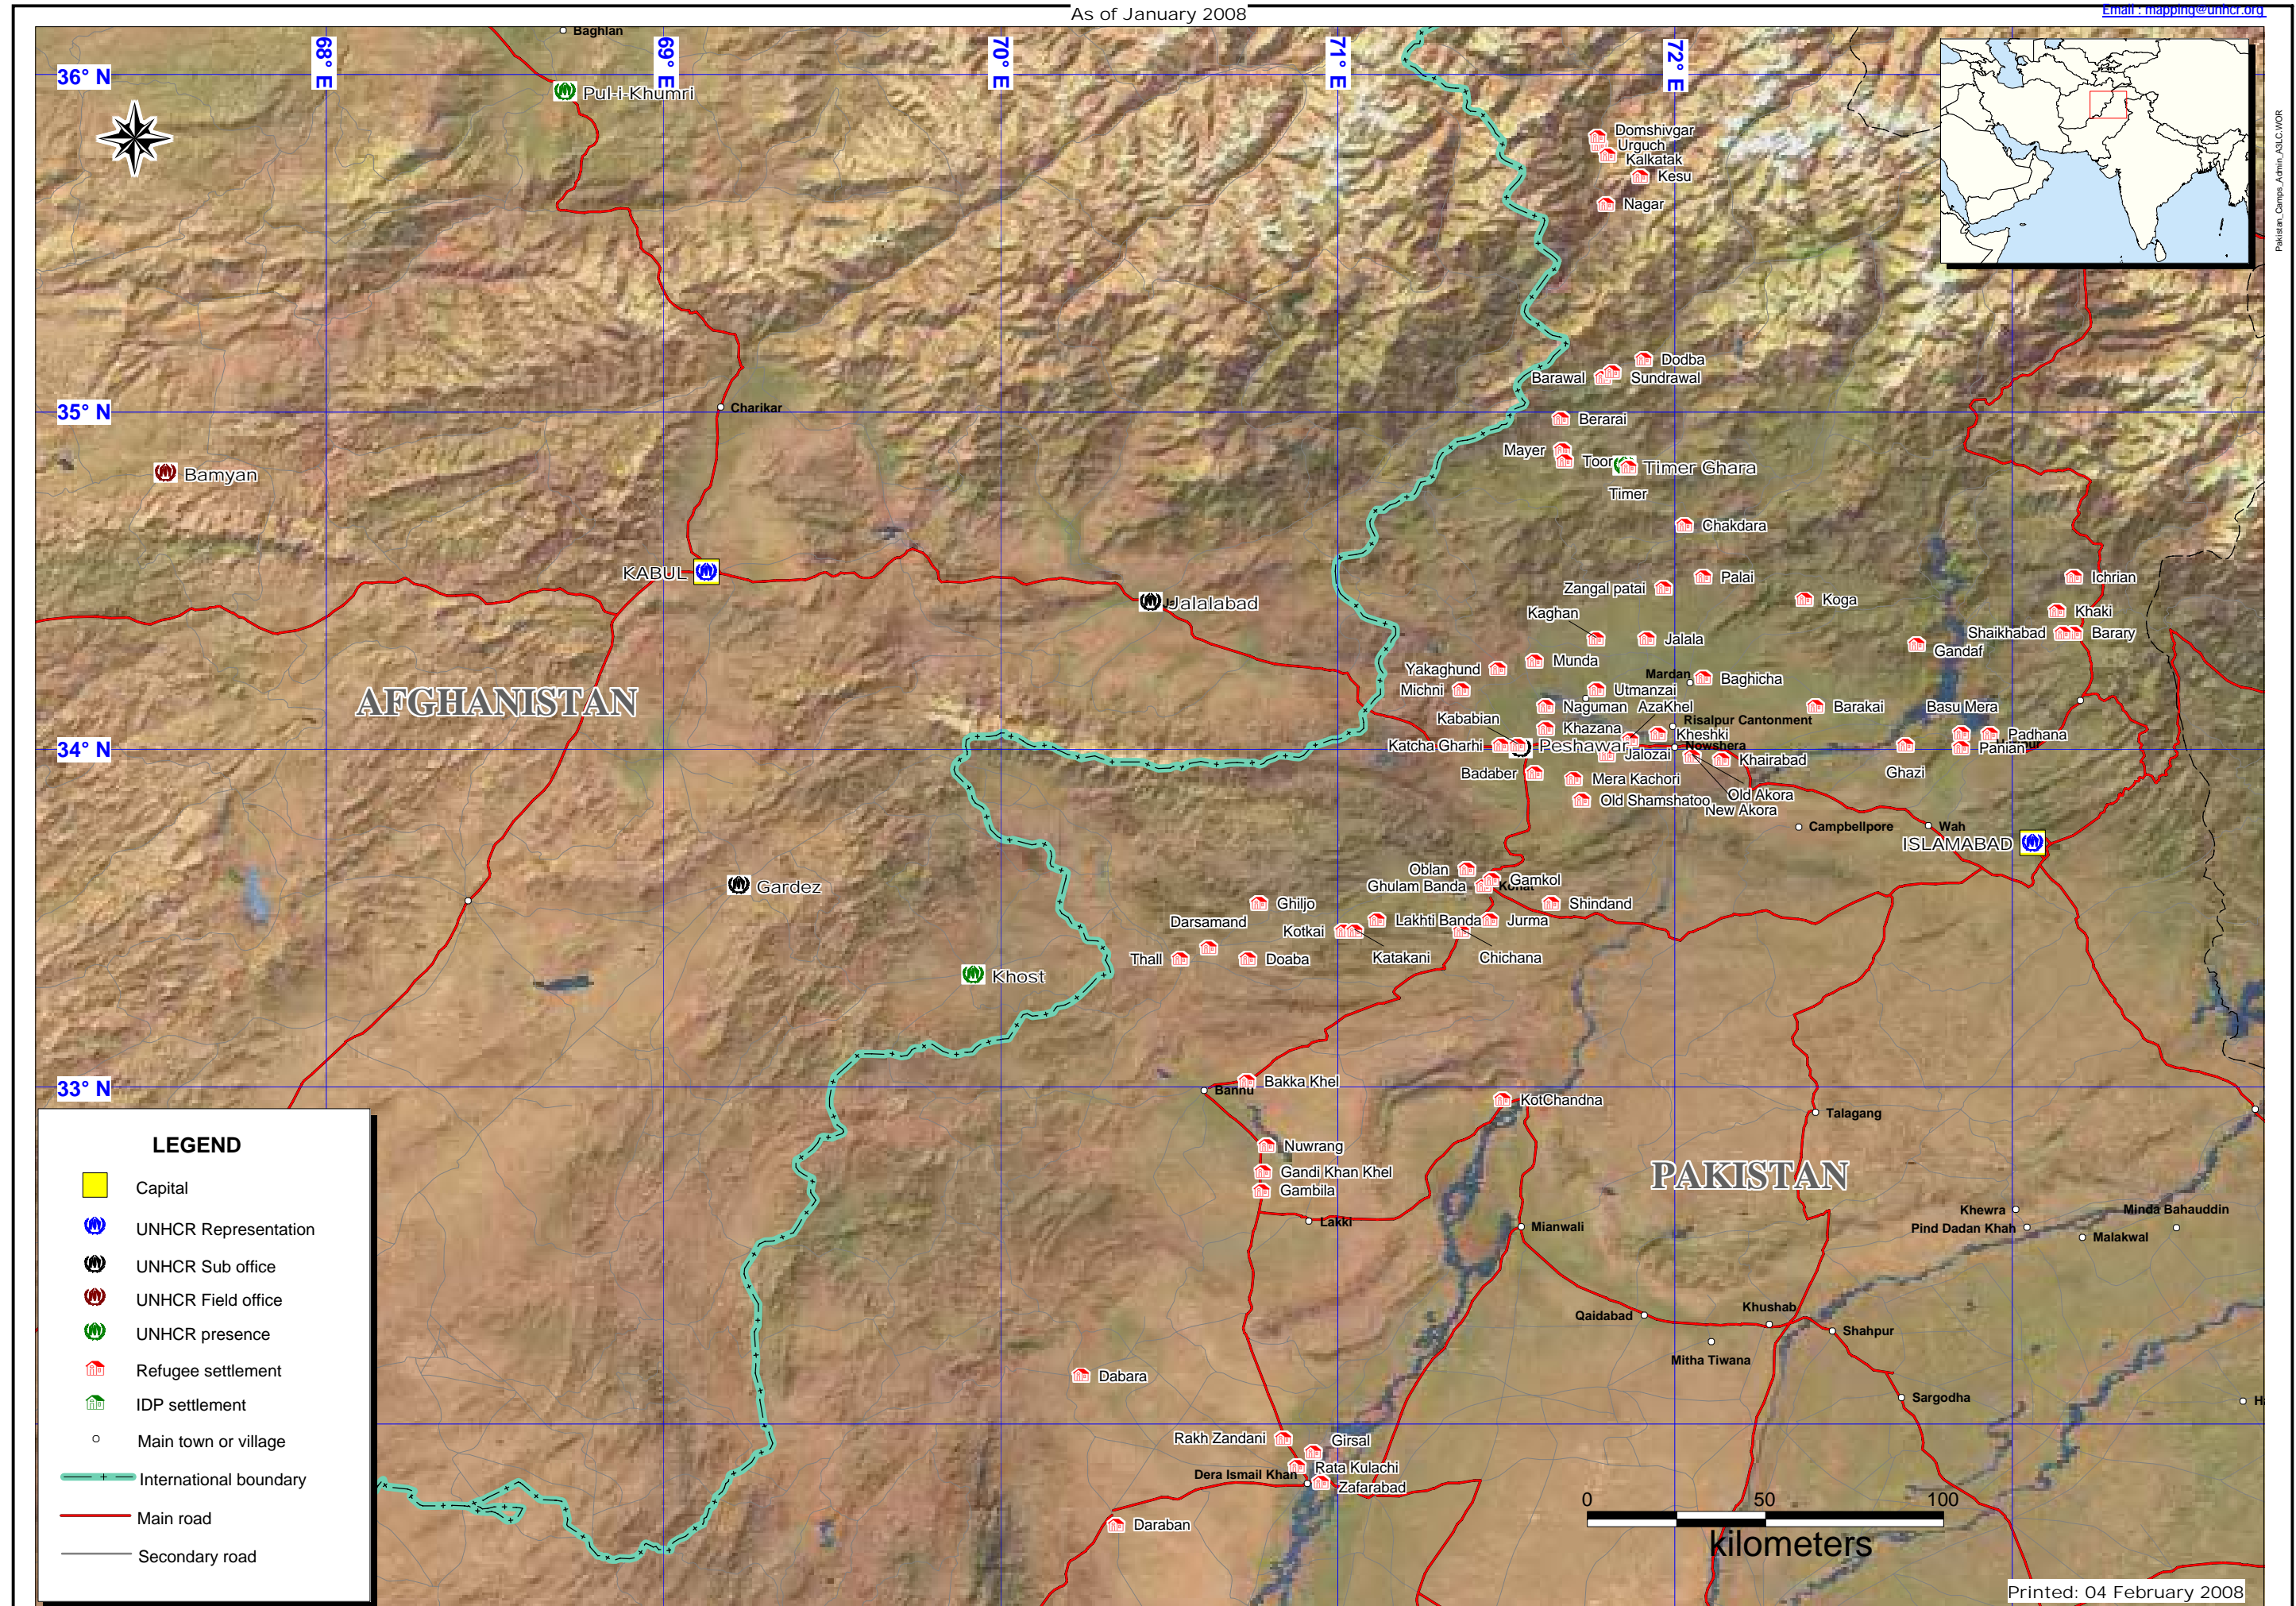 As of January 2008
Email : mapping@unhcr.org
Pakistan_Camps_Admin_A3LC.WOR
68° E
69° E
70° E
71° E
72° E
36° N
35° N
34° N
33° N
Baghlan
Pul-i-Khumri
Domshivgar
Urguch
Kalkatak
Kesu
Nagar
Dodba
Barawal
Sundrawal
Charikar
Berarai
Mayer
Toor
Timer Ghara
Timer
Bamyan
Chakdara
KABUL
Palai
Ichrian
Zangal patai
Jalalabad
Koga
Kaghan
Khaki
Jalala
Shaikhabad
Barary
Gandaf
Munda
Yakaghund
Mardan
Baghicha
Michni
Utmanzai
AFGHANISTAN
Naguman
AzaKhel
Barakai
Basu Mera
Kababian
Risalpur Cantonment
Khazana
Kheshki
Padhana
Katcha Gharhi
Peshawar
Nowshera
Panian
Jalozai
Khairabad
Badaber
Mera Kachori
Ghazi
Old Akora
Old Shamshatoo
New Akora
Campbellpore
Wah
ISLAMABAD
Oblan
Gamkol
Gardez
Ghulam Banda
Kohat
Ghiljo
Shindand
Darsamand
Lakhti Banda
Jurma
Kotkai
Thall
Doaba
Katakani
Chichana
Khost
Bakka Khel
Bannu
KotChandna
Talagang
Nuwrang
Gandi Khan Khel
PAKISTAN
Gambila
Lakki
Mianwali
Khewra
Minda Bahauddin
Pind Dadan Khah
Malakwal
Qaidabad
Khushab
Shahpur
Mitha Tiwana
Dabara
Sargodha
Rakh Zandani
Girsal
Rata Kulachi
Dera Ismail Khan
Zafarabad
Daraban
LEGEND
Capital
UNHCR Representation
UNHCR Sub office
UNHCR Field office
UNHCR presence
Refugee settlement
IDP settlement
Main town or village
International boundary
Main road
Secondary road
0 50 100
kilometers
Printed: 04 February 2008